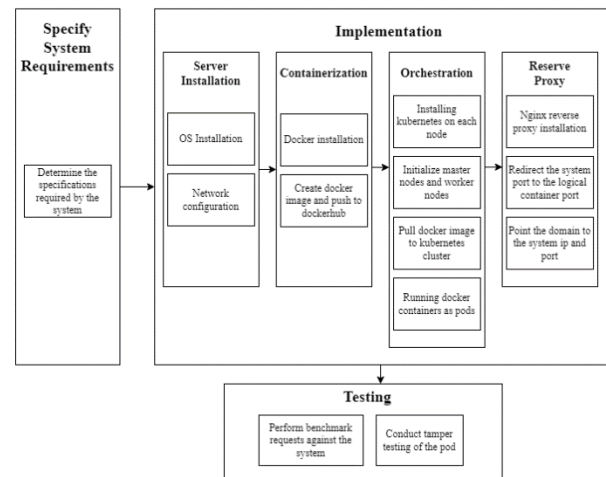 Specify
System
Requirements
Determine the
specifications
required by the
system
Implementation
Server
Installation
OS Installation
Network
configuration
Containerization
Docker installation
Create docker
image and push to
dockerhub
Orchestration
Installing
kubernetes on each
node
Initialize master
nodes and worker
nodes
Pull docker image
to kubernetes
cluster
Running docker
containers as pods
Reserve
Proxy
Nginx reverse
proxy installation
Redirect the system
port to the logical
container port
Point the domain to
the system ip and
port
Testing
Perform benchmark
requests against the
system
Conduct tamper
testing of the pod